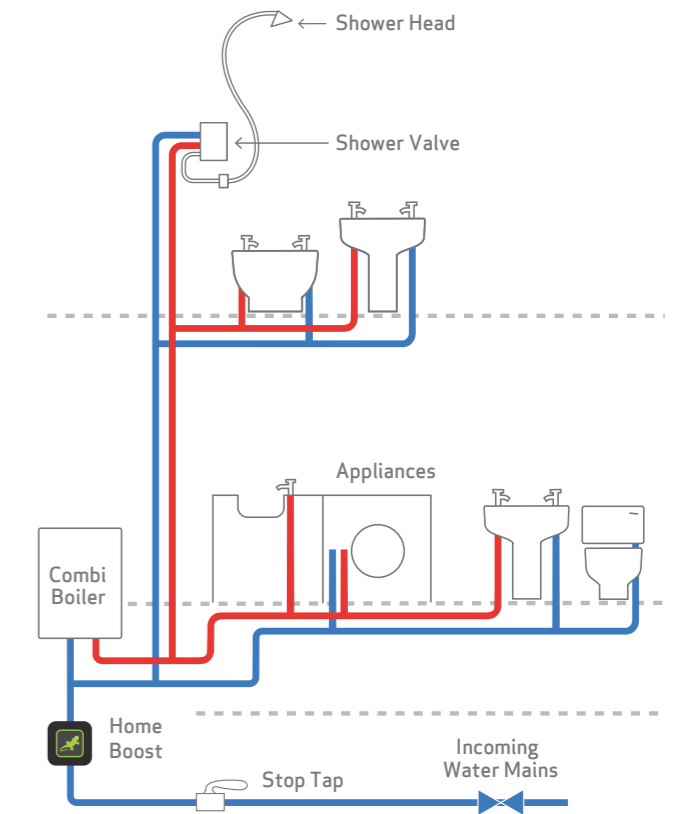 Shower Head
Shower Valve
Appliances
Combi
Boiler
Home
Boost
Incoming
Water Mains
Stop Tap